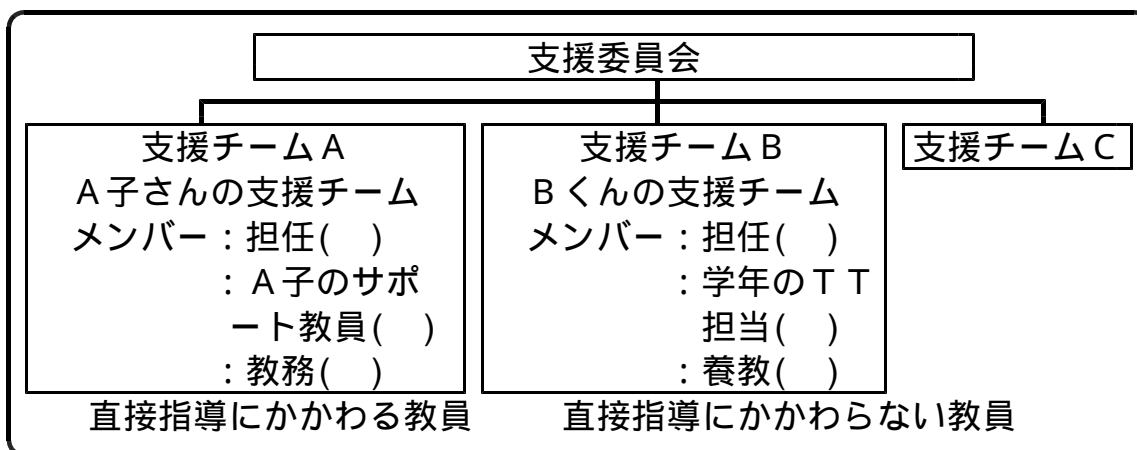 支援委員会
支援チームA
A子さんの支援チーム
メンバー：担任(　)
：A子のサポ
ート教員(　)
：教務(　)
支援チームB
Bくんの支援チーム
メンバー：担任(　)
：学年のTT
担当(　)
：養教(　)
支援チームC
直接指導にかかわる教員
直接指導にかかわらない教員